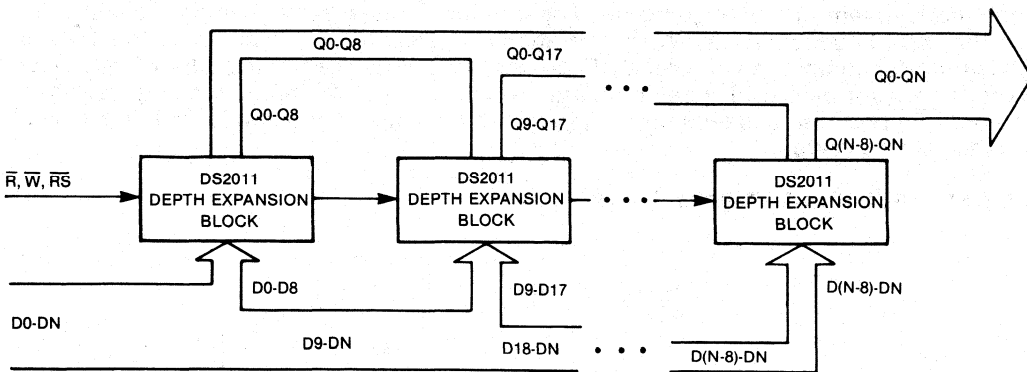 Q0-Q8
Q0-Q17
Q0-QN
Q0-Q8
Q9-Q17
Q(N-8)-QN
R̅, W̅, R̅S̅
DS2011
DEPTH EXPANSION
BLOCK
DS2011
DEPTH EXPANSION
BLOCK
DS2011
DEPTH EXPANSION
BLOCK
D0-D8
D9-D17
D(N-8)-DN
D0-DN
D9-DN
D18-DN
D(N-8)-DN